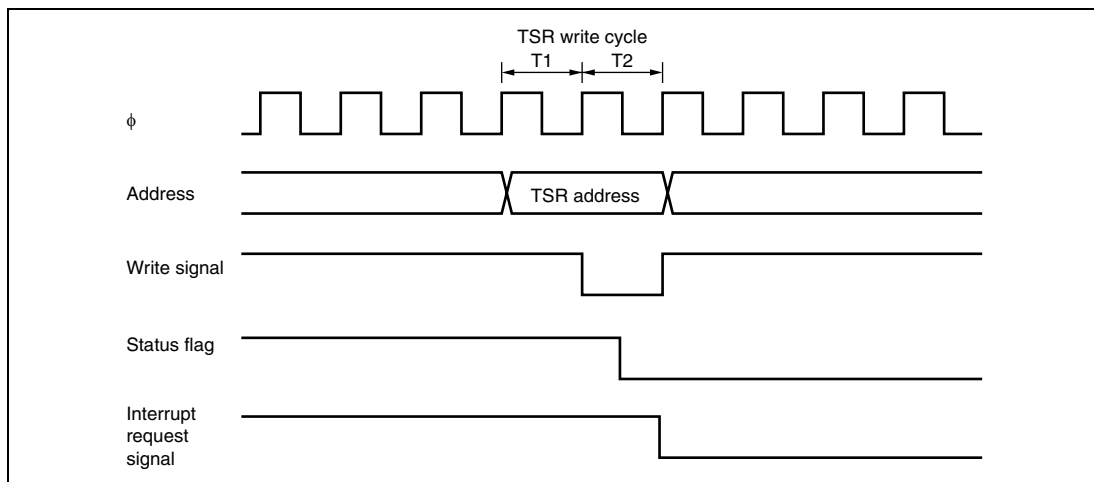 TSR write cycle
T1 T2
ϕ
Address
TSR address
Write signal
Status flag
Interrupt
request
signal